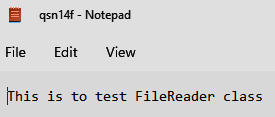 qsn14f - Notepad
File Edit View
This is to test FileReader class